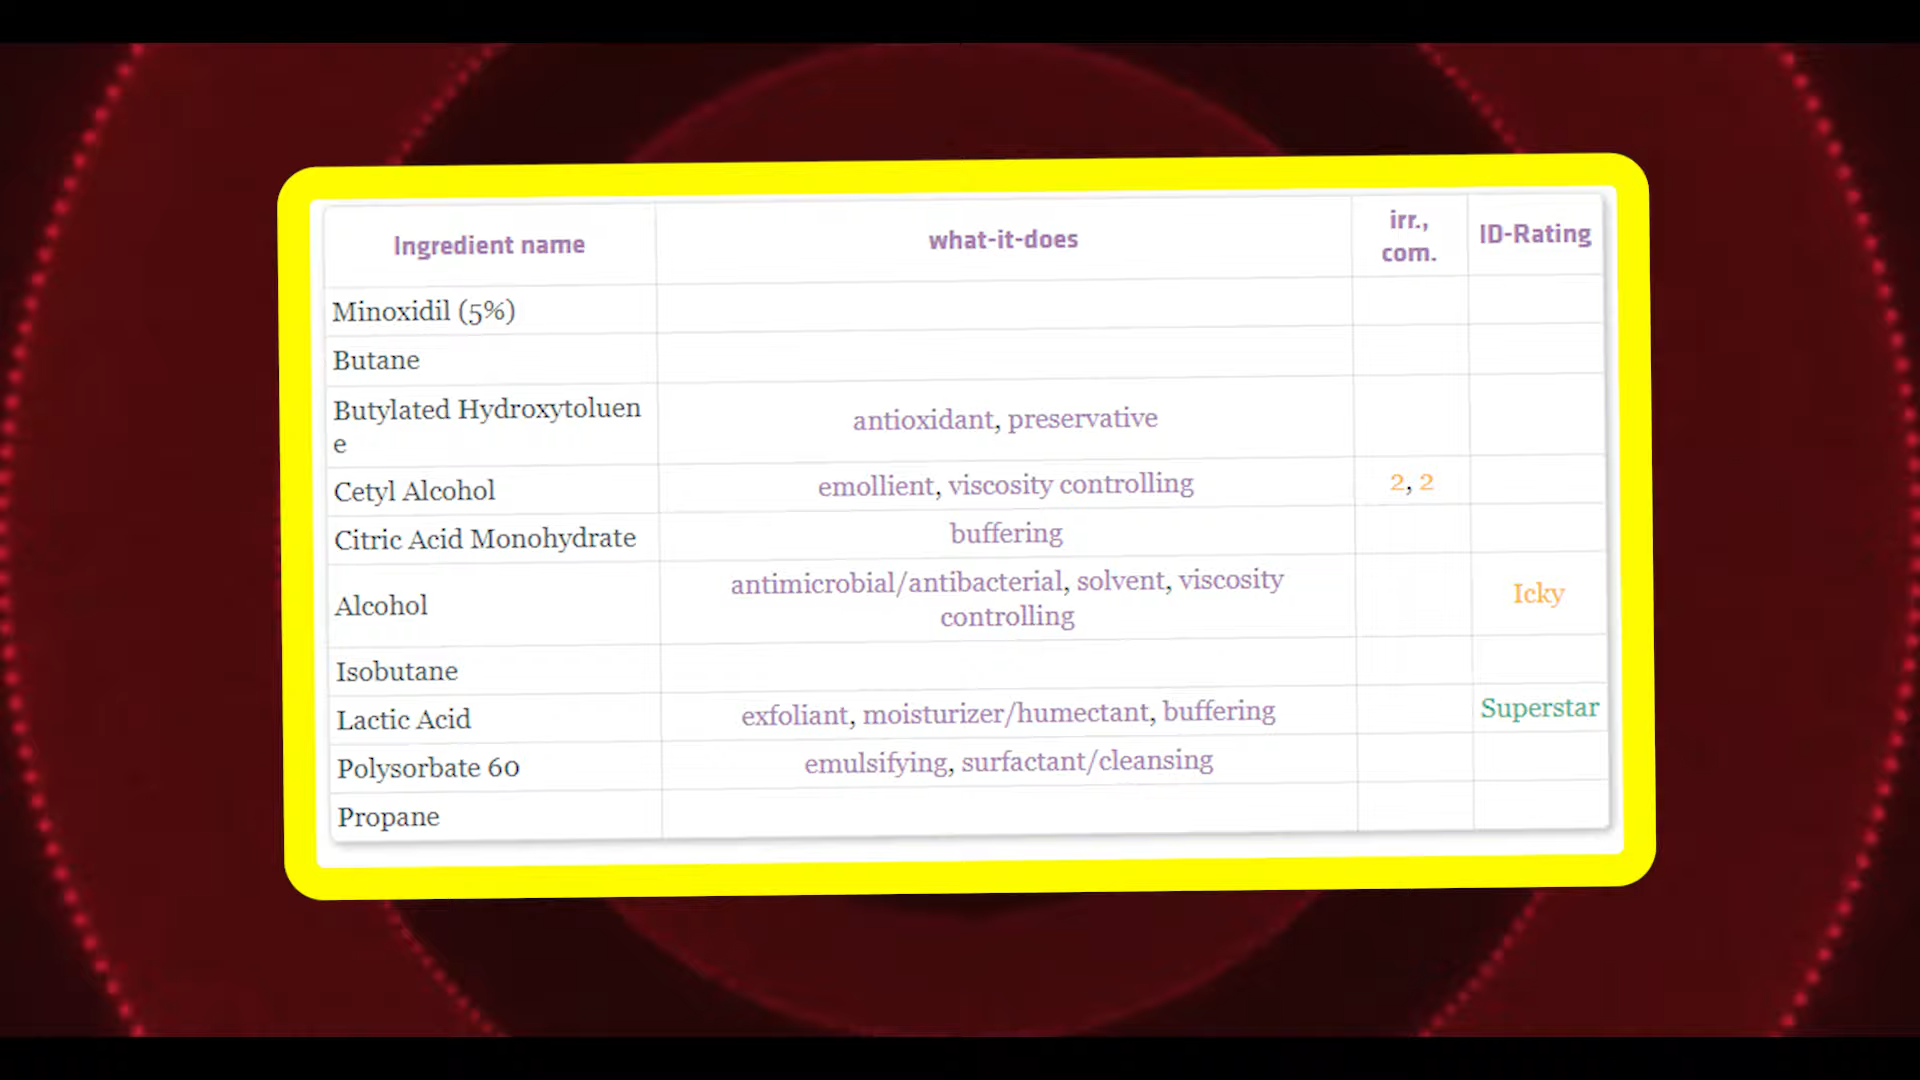 Ingredient name what-it-does irr., com. ID-Rating
Minoxidil (5%)
Butane
Butylated Hydroxytoluen
e antioxidant, preservative
Cetyl Alcohol emollient, viscosity controlling 2, 2
Citric Acid Monohydrate buffering
Alcohol antimicrobial/antibacterial, solvent, viscosity
controlling Icky
Isobutane
Lactic Acid exfoliant, moisturizer/humectant, buffering Superstar
Polysorbate 60 emulsifying, surfactant/cleansing
Propane